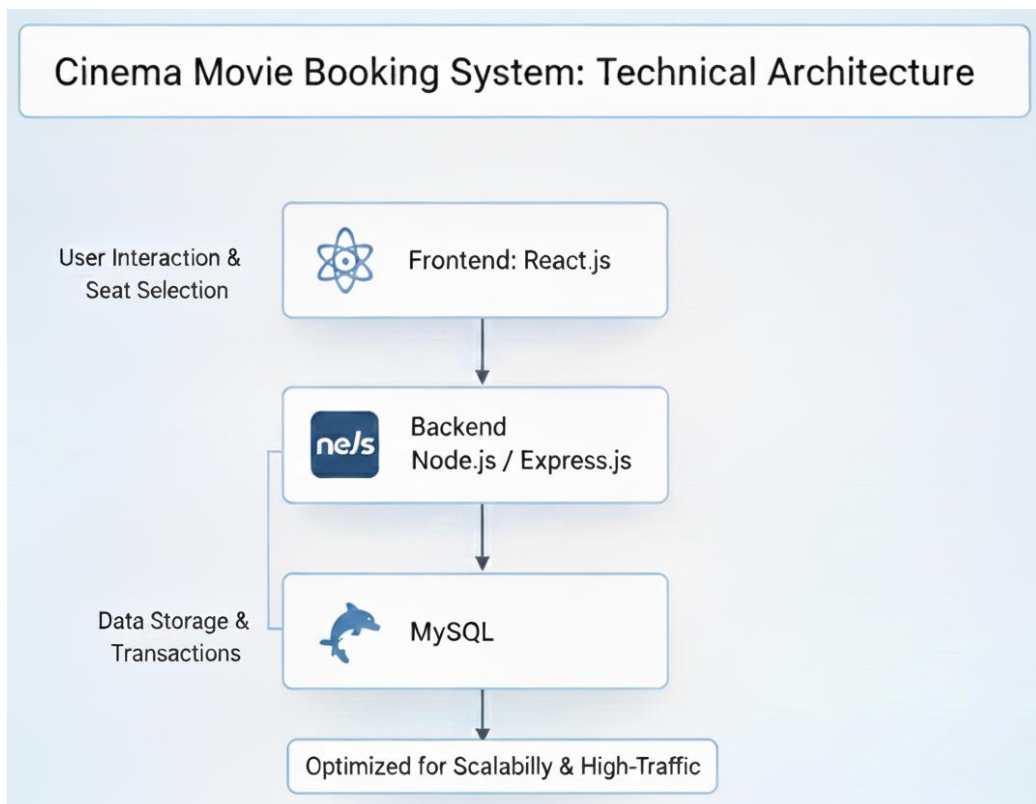 Cinema Movie Booking System: Technical Architecture
User Interaction &
Seat Selection
Frontend: React.js
neJs
Backend
Node.js / Express.js
Data Storage &
Transactions
MySQL
Optimized for Scalabilly & High-Traffic